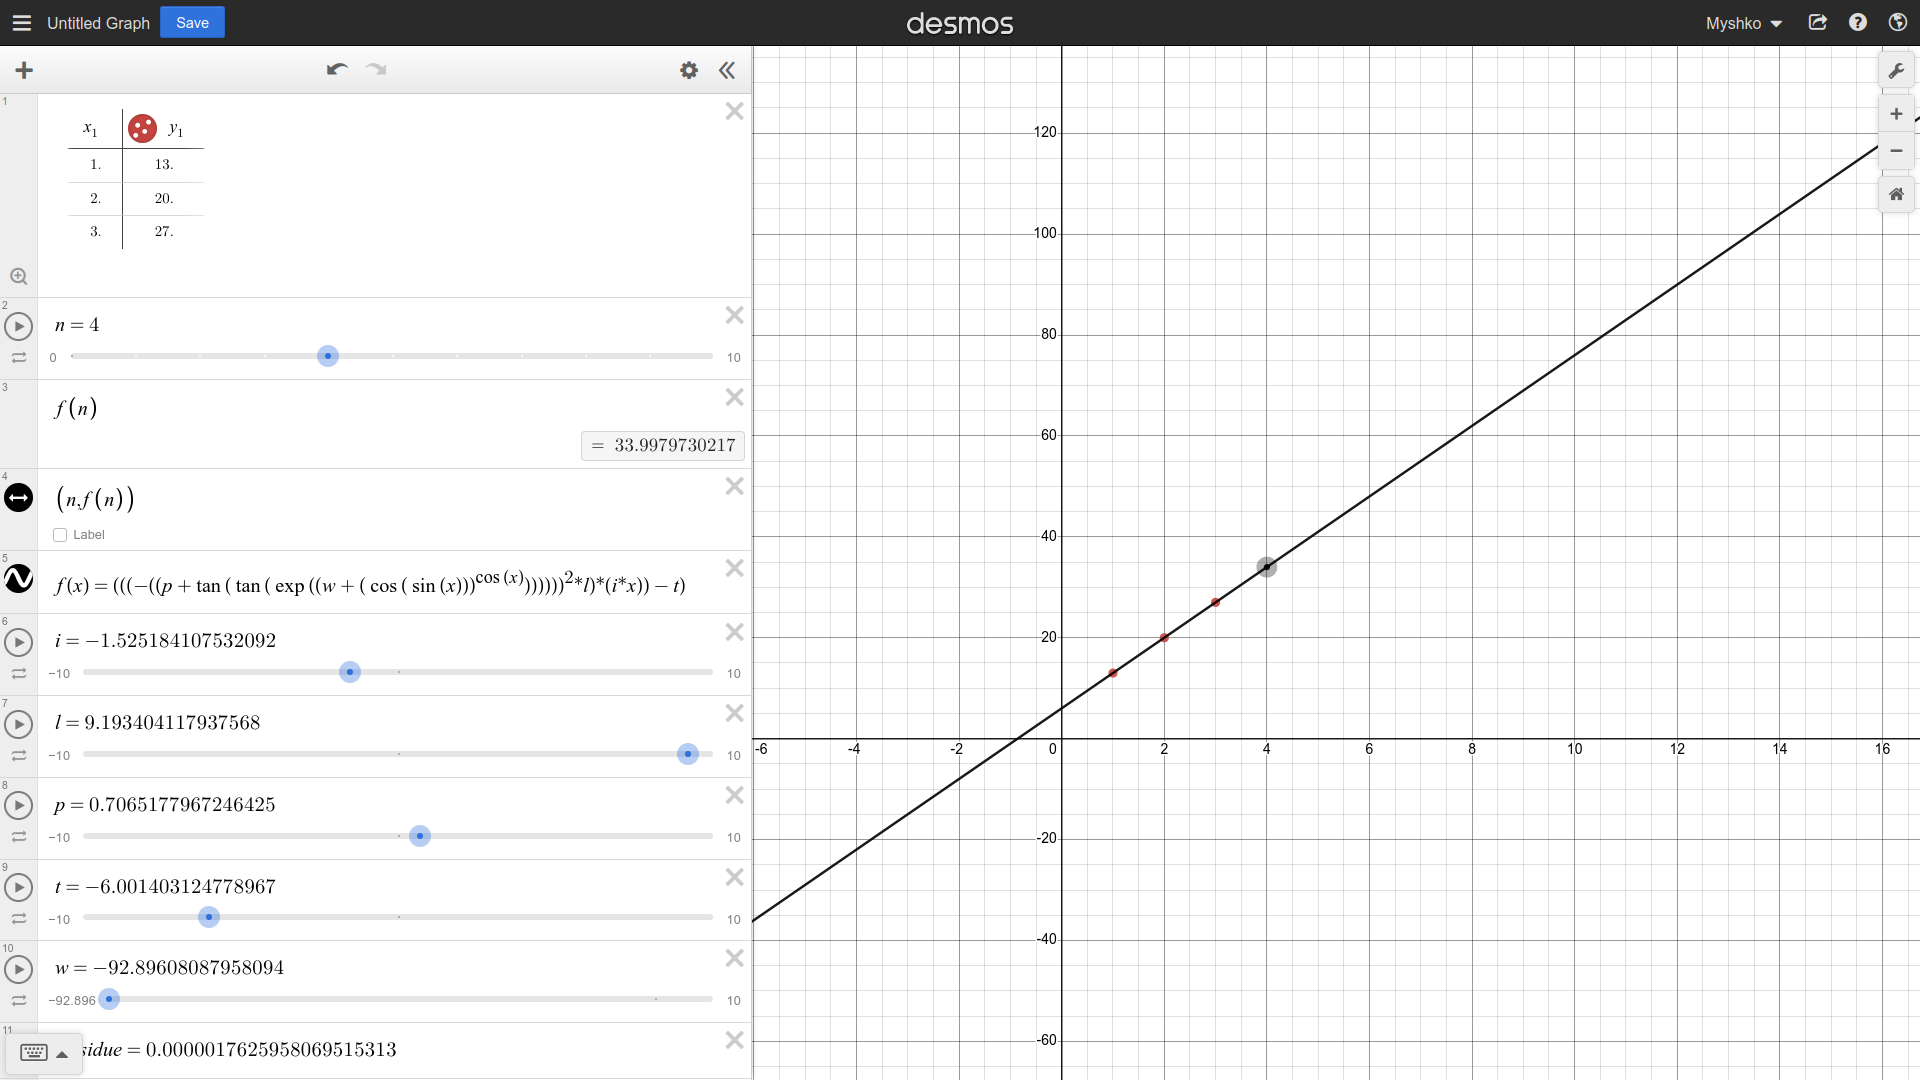 Untitled Graph
Save
desmos
Myshko
1
x₁ y₁
1. 13.
2. 20.
3. 27.
2
n = 4
0 10
3
f(n)
= 33.9979730217
4
(n,f(n))
Label
5
f(x) = (((−((p + tan ( tan ( exp ((w + ( cos ( sin (x)))^cos (x)))))))^2*l)*(i*x)) − t)
6
i = −1.525184107532092
−10 10
7
l = 9.193404117937568
−10 10
8
p = 0.7065177967246425
−10 10
9
t = −6.001403124778967
−10 10
10
w = −92.89608087958094
−92.896 10
11
sidue = 0.0000017625958069515313
120
100
80
60
40
20
-6 -4 -2 0 2 4 6 8 10 12 14 16
-20
-40
-60